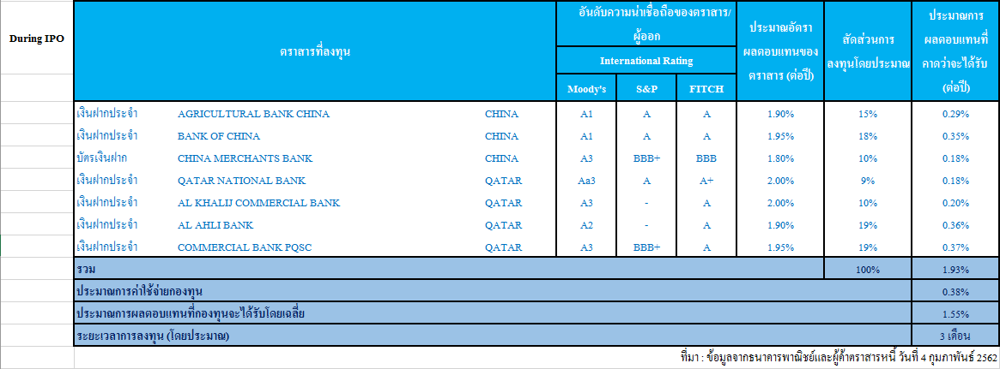 During IPO
ตราสารที่ลงทุน
อันดับความน่าเชื่อถือของตราสาร/
ผู้ออก
International Rating
Moody's S&P FITCH
ประมาณอัตรา
ผลตอบแทนของ
ตราสาร (ต่อปี)
สัดส่วนการ
ลงทุนโดยประมาณ
ประมาณการ
ผลตอบแทนที่
คาดว่าจะได้รับ
(ต่อปี)
เงินฝากประจำ AGRICULTURAL BANK CHINA CHINA A1 A A 1.90% 15% 0.29%
เงินฝากประจำ BANK OF CHINA CHINA A1 A A 1.95% 18% 0.35%
บัตรเงินฝาก CHINA MERCHANTS BANK CHINA A3 BBB+ BBB 1.80% 10% 0.18%
เงินฝากประจำ QATAR NATIONAL BANK QATAR Aa3 A A+ 2.00% 9% 0.18%
เงินฝากประจำ AL KHALIJ COMMERCIAL BANK QATAR A3 - A 2.00% 10% 0.20%
เงินฝากประจำ AL AHLI BANK QATAR A2 - A 1.90% 19% 0.36%
เงินฝากประจำ COMMERCIAL BANK PQSC QATAR A3 BBB+ A 1.95% 19% 0.37%
รวม 100% 1.93%
ประมาณการค่าใช้จ่ายกองทุน 0.38%
ประมาณการผลตอบแทนที่กองทุนจะได้รับโดยเฉลี่ย 1.55%
ระยะเวลาการลงทุน (โดยประมาณ) 3 เดือน
ที่มา : ข้อมูลจากธนาคารพาณิชย์และผู้ค้าตราสารหนี้ วันที่ 4 กุมภาพันธ์ 2562